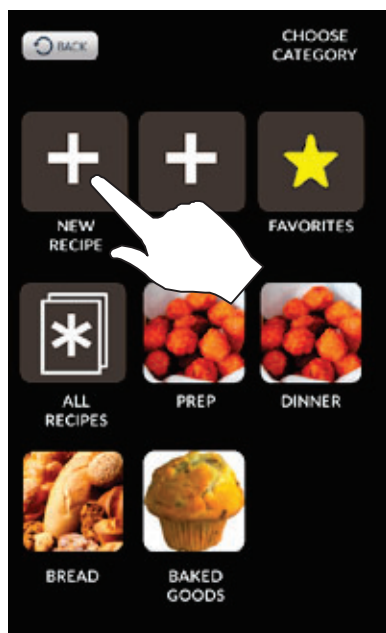 BACK
CHOOSE
CATEGORY
NEW
RECIPE
FAVORITES
ALL
RECIPES
PREP
DINNER
BREAD
BAKED
GOODS